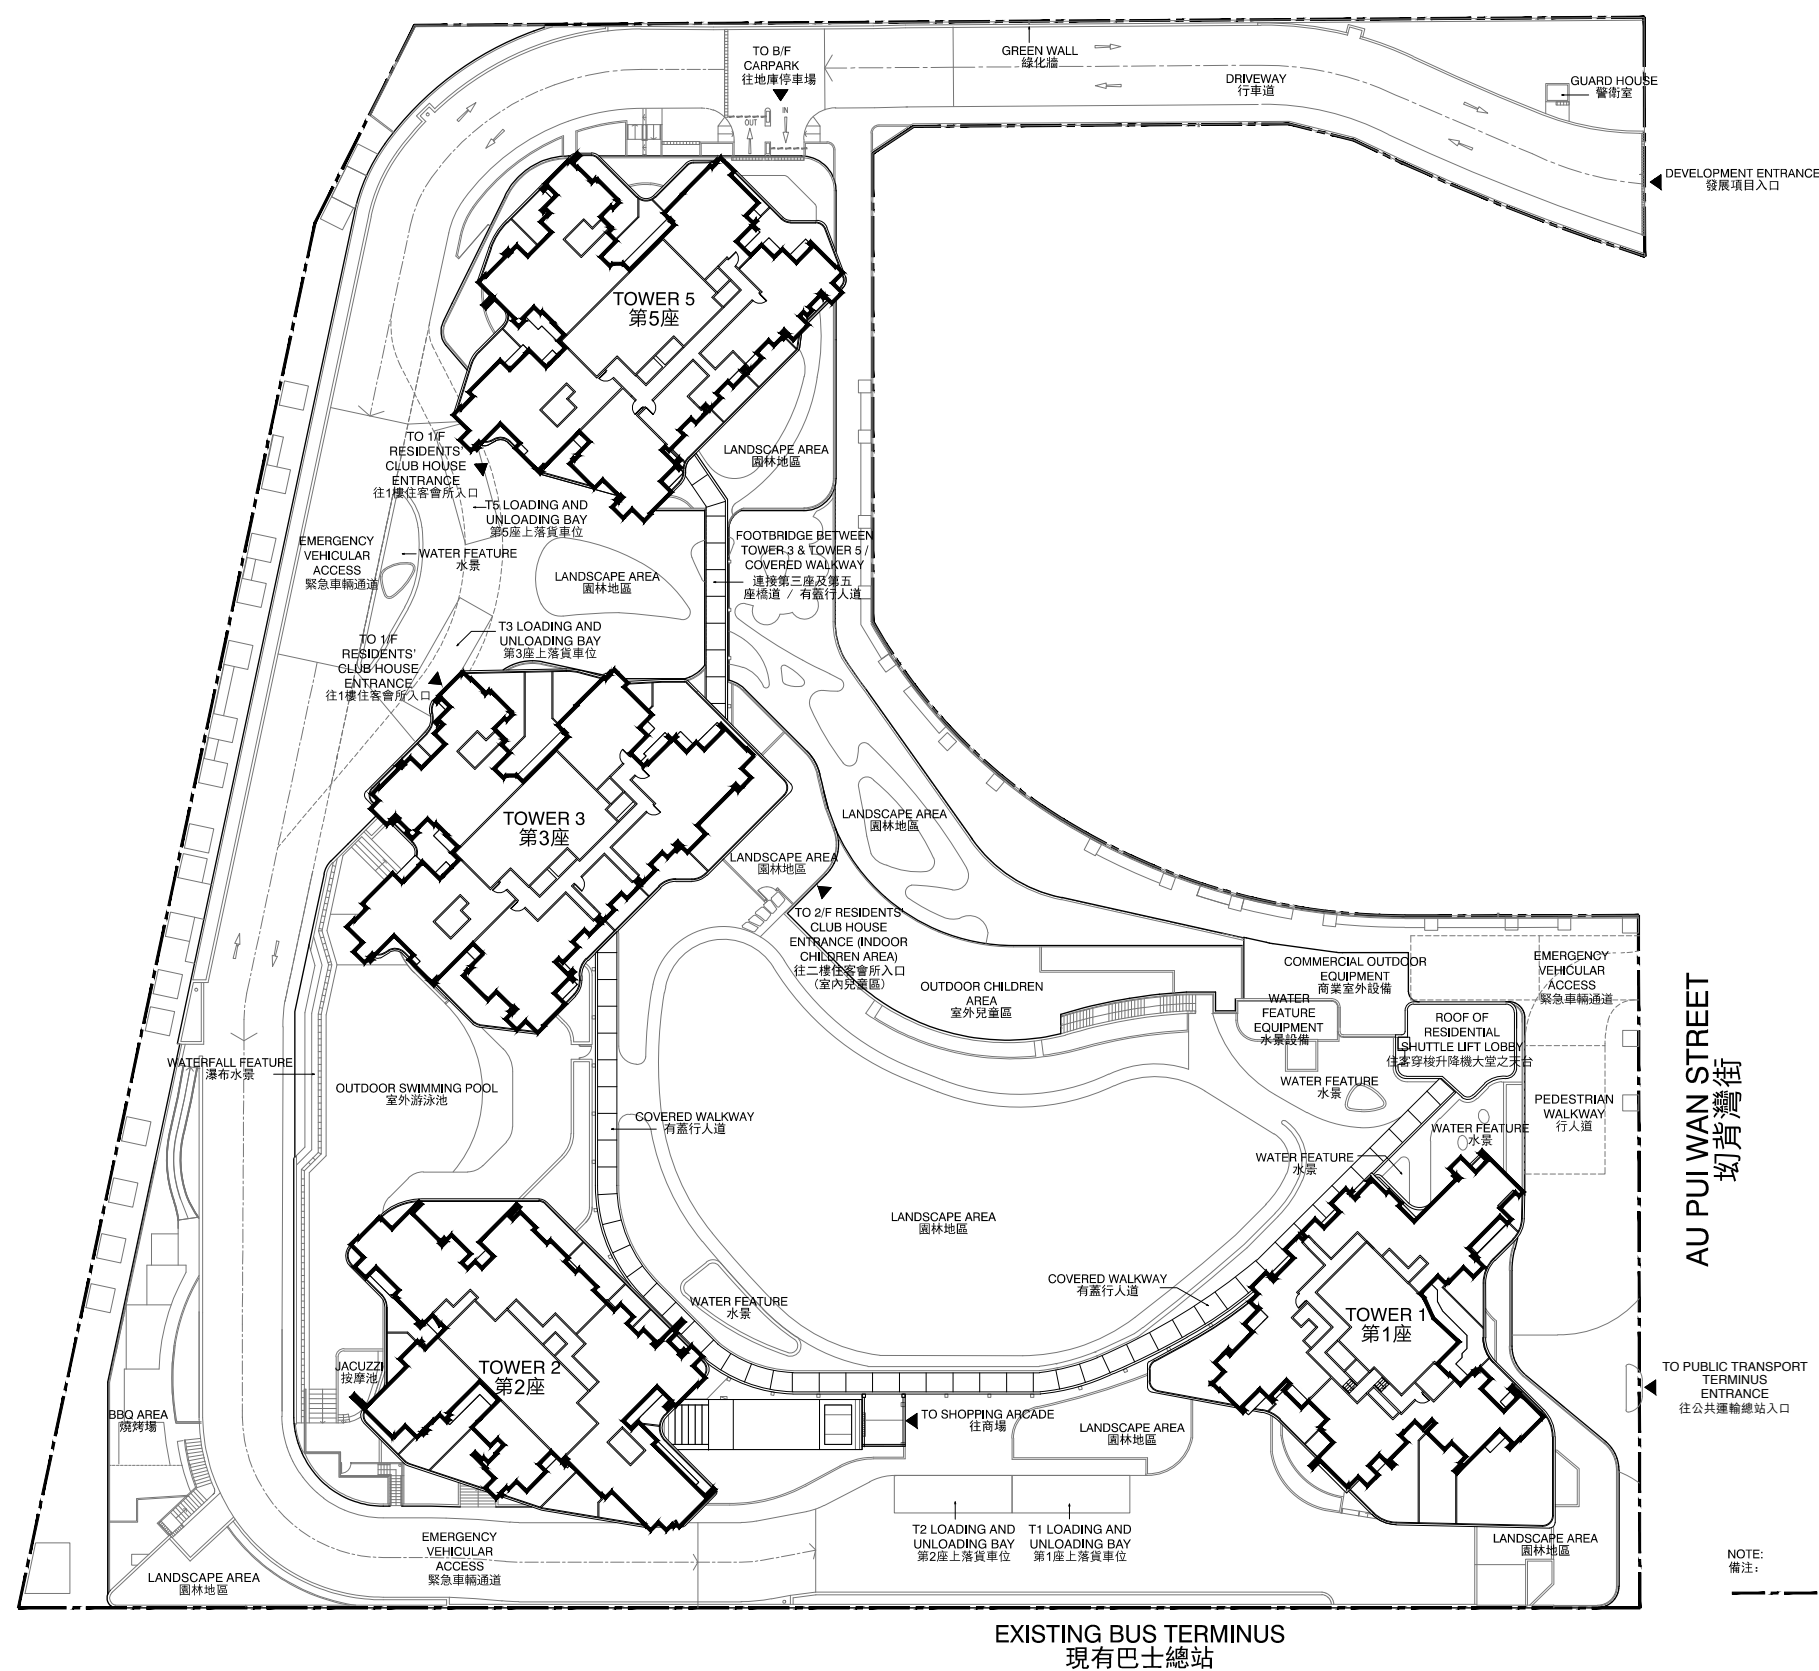 TO B/F
CARPARK
往地庫停車場
IN
OUT
GREEN WALL
綠化牆
DRIVEWAY
行車道
GUARD HOUSE
警衛室
DEVELOPMENT ENTRANCE
發展項目入口
TOWER 5
第5座
TO 1/F
RESIDENTS'
CLUB HOUSE
ENTRANCE
往1樓住客會所入口
LANDSCAPE AREA
園林地區
T5 LOADING AND
UNLOADING BAY
第5座上落貨車位
EMERGENCY
VEHICULAR
ACCESS
緊急車輛通道
WATER FEATURE
水景
LANDSCAPE AREA
園林地區
FOOTBRIDGE BETWEEN
TOWER 3 & TOWER 5 /
COVERED WALKWAY
連接第三座及第五
座橋道 / 有蓋行人道
T3 LOADING AND
UNLOADING BAY
第3座上落貨車位
TO 1/F
RESIDENTS'
CLUB HOUSE
ENTRANCE
往1樓住客會所入口
TOWER 3
第3座
LANDSCAPE AREA
園林地區
LANDSCAPE AREA
園林地區
TO 2/F RESIDENTS'
CLUB HOUSE
ENTRANCE (INDOOR
CHILDREN AREA)
往二樓住客會所入口
(室內兒童區)
OUTDOOR CHILDREN
AREA
室外兒童區
COMMERCIAL OUTDOOR
EQUIPMENT
商業室外設備
EMERGENCY
VEHICULAR
ACCESS
緊急車輛通道
WATER
FEATURE
EQUIPMENT
水景設備
ROOF OF
RESIDENTIAL
SHUTTLE LIFT LOBBY
住客穿梭升降機大堂之天台
AU PUI WAN STREET
坳背灣街
WATERFALL FEATURE
瀑布水景
OUTDOOR SWIMMING POOL
室外游泳池
WATER FEATURE
水景
PEDESTRIAN
WALKWAY
行人道
COVERED WALKWAY
有蓋行人道
WATER FEATURE
水景
WATER FEATURE
水景
LANDSCAPE AREA
園林地區
COVERED WALKWAY
有蓋行人道
WATER FEATURE
水景
TOWER 1
第1座
TOWER 2
第2座
JACUZZI
按摩池
TO PUBLIC TRANSPORT
TERMINUS
ENTRANCE
往公共運輸總站入口
BBQ AREA
燒烤場
TO SHOPPING ARCADE
往商場
LANDSCAPE AREA
園林地區
T2 LOADING AND
UNLOADING BAY
第2座上落貨車位
T1 LOADING AND
UNLOADING BAY
第1座上落貨車位
EMERGENCY
VEHICULAR
ACCESS
緊急車輛通道
LANDSCAPE AREA
園林地區
LANDSCAPE AREA
園林地區
NOTE:
備注：
EXISTING BUS TERMINUS
現有巴士總站